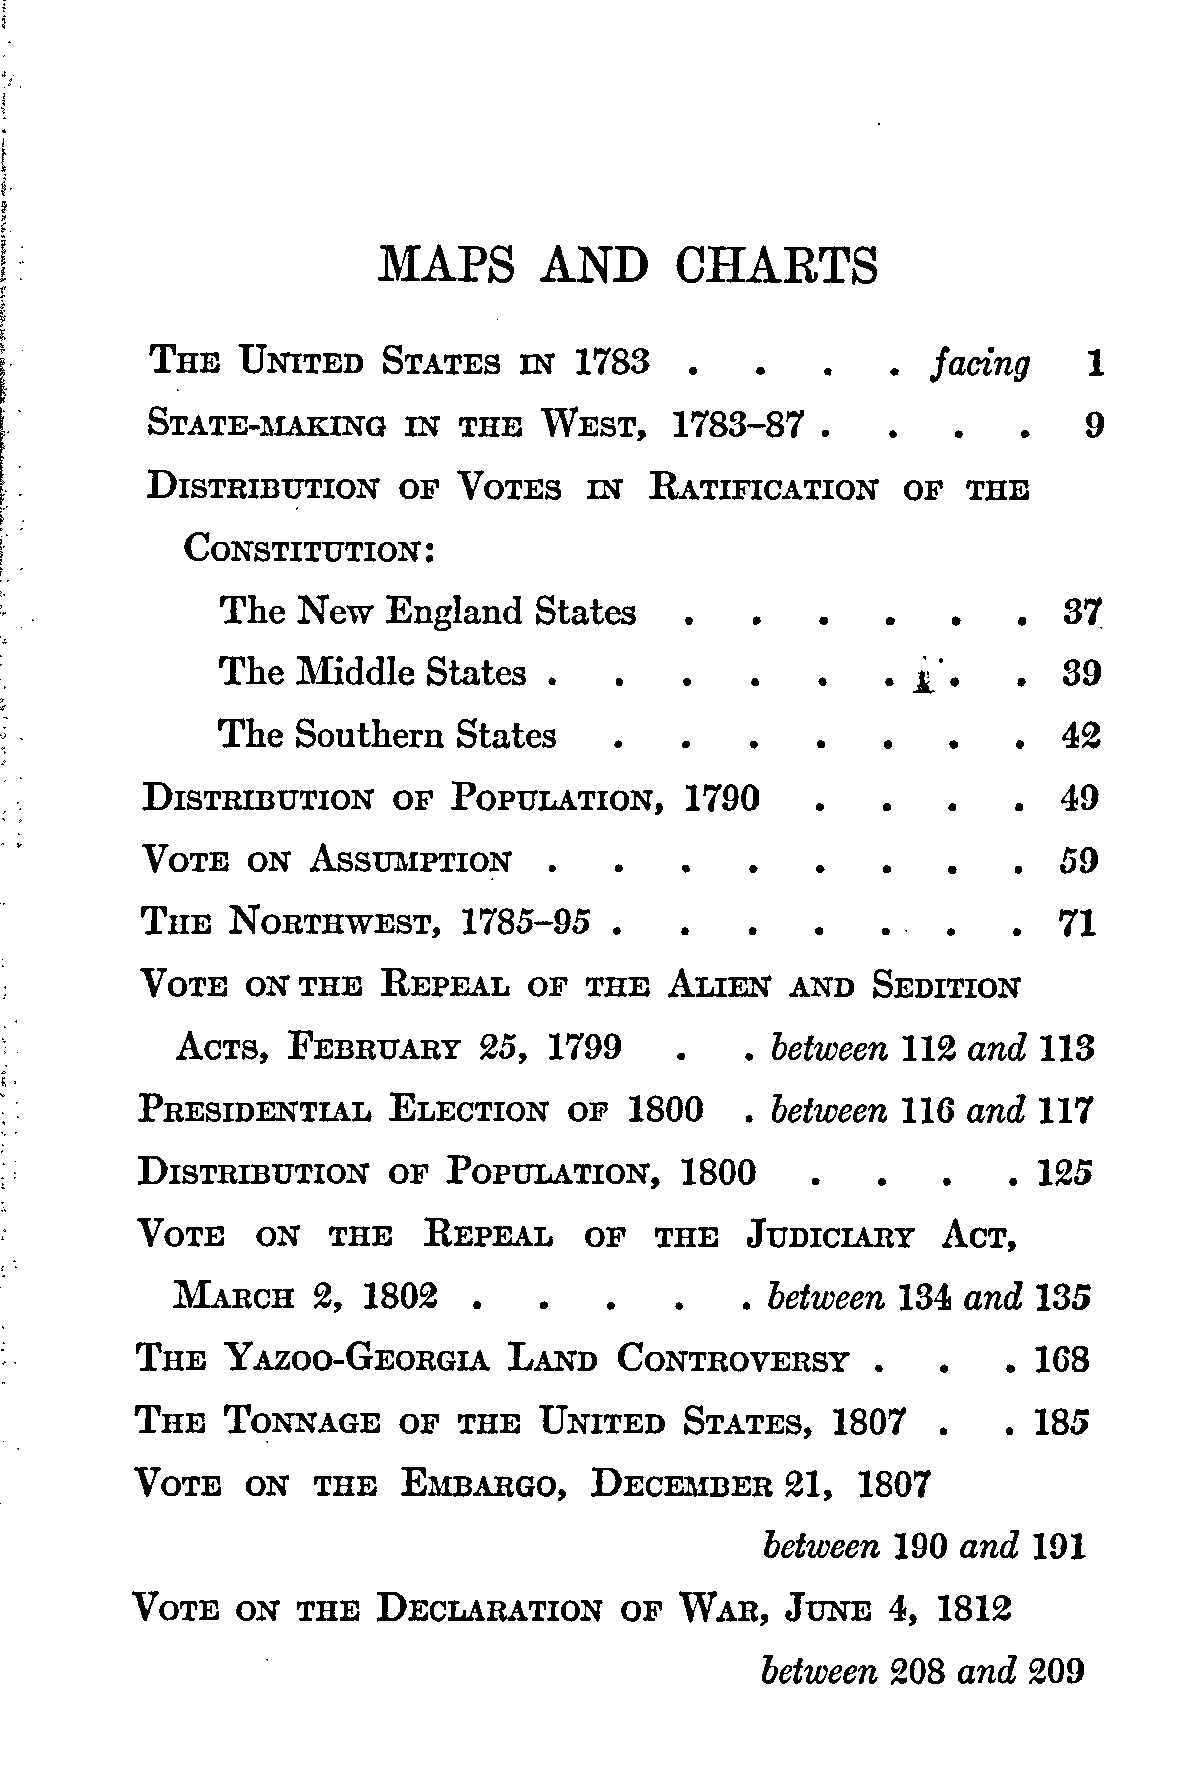 MAPS AND CHARTS
The United States in 1783 . . . . facing 1
State-making in the West, 1783–87 . . . . 9
Distribution of Votes in Ratification of the
Constitution:
The New England States . . . . . . 37
The Middle States . . . . . . . . 39
The Southern States . . . . . . . 42
Distribution of Population, 1790 . . . . 49
Vote on Assumption . . . . . . . . 59
The Northwest, 1785–95 . . . . . . . 71
Vote on the Repeal of the Alien and Sedition
Acts, February 25, 1799 . . between 112 and 113
Presidential Election of 1800 . between 116 and 117
Distribution of Population, 1800 . . . . 125
Vote on the Repeal of the Judiciary Act,
March 2, 1802 . . . . . between 134 and 135
The Yazoo-Georgia Land Controversy . . . 168
The Tonnage of the United States, 1807 . . 185
Vote on the Embargo, December 21, 1807
between 190 and 191
Vote on the Declaration of War, June 4, 1812
between 208 and 209